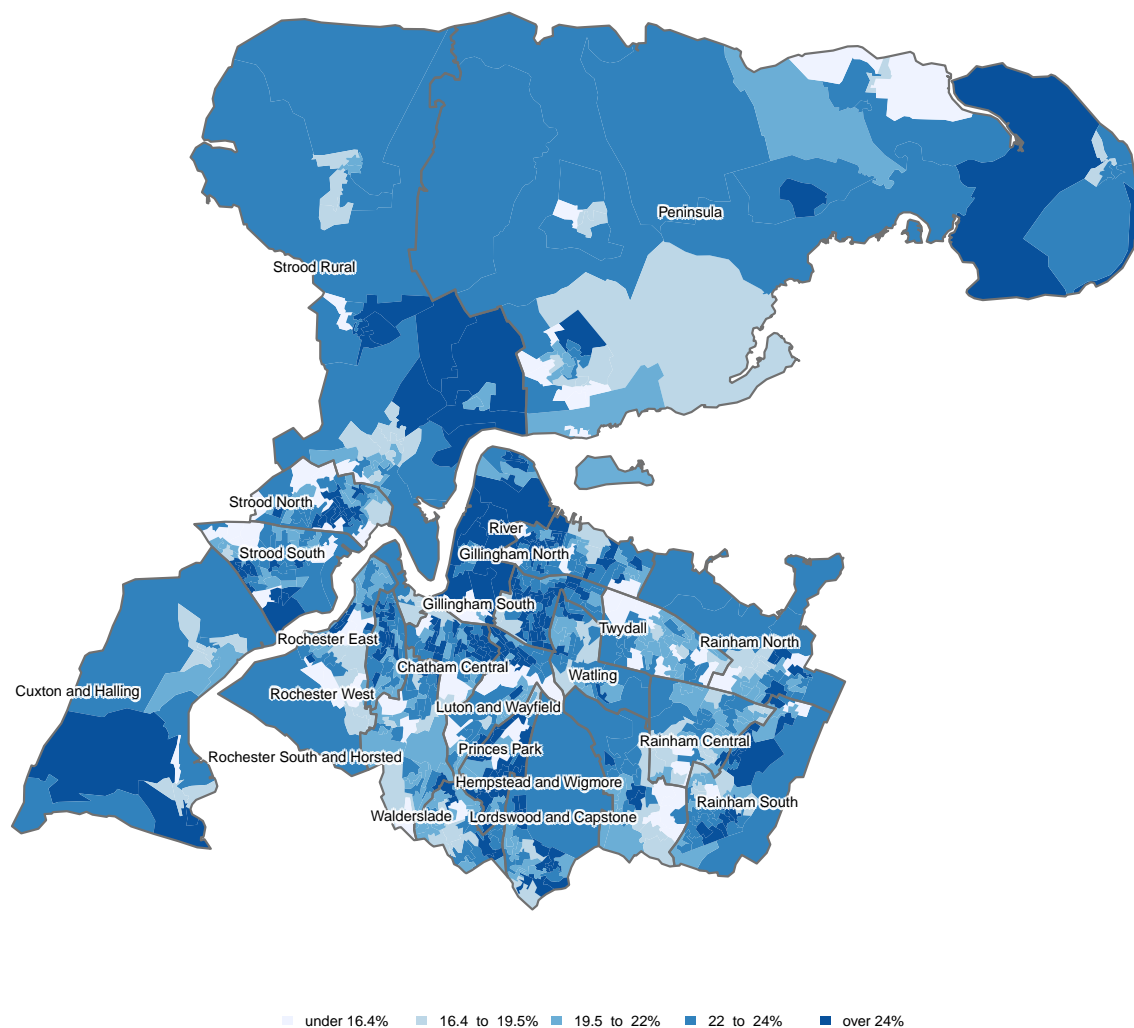 Peninsula
Strood Rural
Strood North
River
Strood South
Gillingham North
Gillingham South
Twydall
Rochester East
Rainham North
Chatham Central
Watling
Cuxton and Halling
Rochester West
Luton and Wayfield
Rainham Central
Princes Park
Rochester South and Horsted
Hempstead and Wigmore
Rainham South
Walderslade
Lordswood and Capstone
under 16.4% 16.4 to 19.5% 19.5 to 22% 22 to 24% over 24%